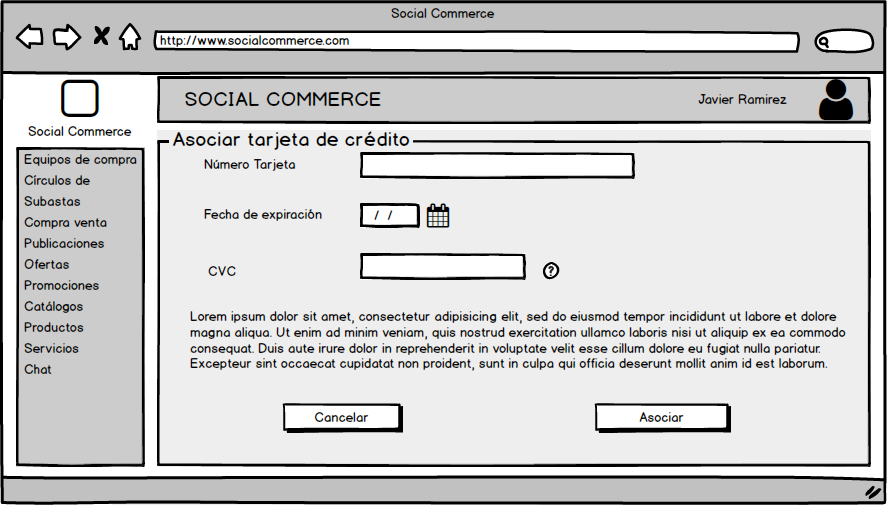 Social Commerce
http://www.socialcommerce.com
Social Commerce
SOCIAL COMMERCE
Javier Ramirez
Equipos de compra
Círculos de
Subastas
Compra venta
Publicaciones
Ofertas
Promociones
Catálogos
Productos
Servicios
Chat
Asociar tarjeta de crédito
Número Tarjeta
Fecha de expiración
/ /
CVC
?
Lorem ipsum dolor sit amet, consectetur adipisicing elit, sed do eiusmod tempor incididunt ut labore et dolore
magna aliqua. Ut enim ad minim veniam, quis nostrud exercitation ullamco laboris nisi ut aliquip ex ea commodo
consequat. Duis aute irure dolor in reprehenderit in voluptate velit esse cillum dolore eu fugiat nulla pariatur.
Excepteur sint occaecat cupidatat non proident, sunt in culpa qui officia deserunt mollit anim id est laborum.
Cancelar
Asociar